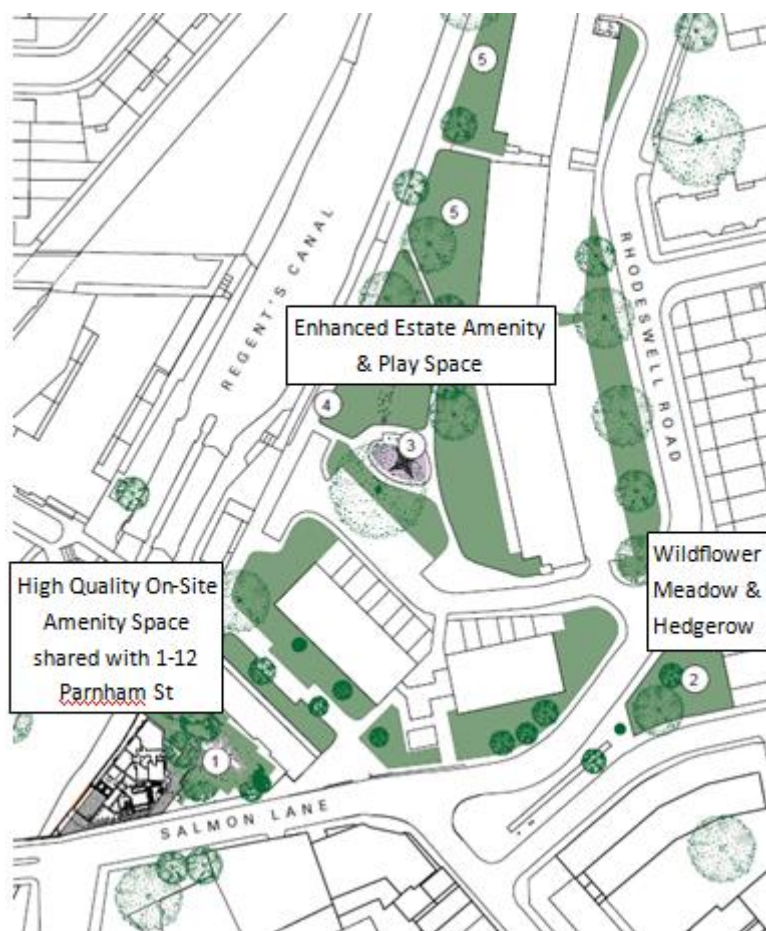 5
5
REGENT'S CANAL
RHODESWELL ROAD
Enhanced Estate Amenity
& Play Space
4
3
High Quality On-Site
Amenity Space
shared with 1-12
Parnham St
Wildflower
Meadow &
Hedgerow
2
1
SALMON LANE